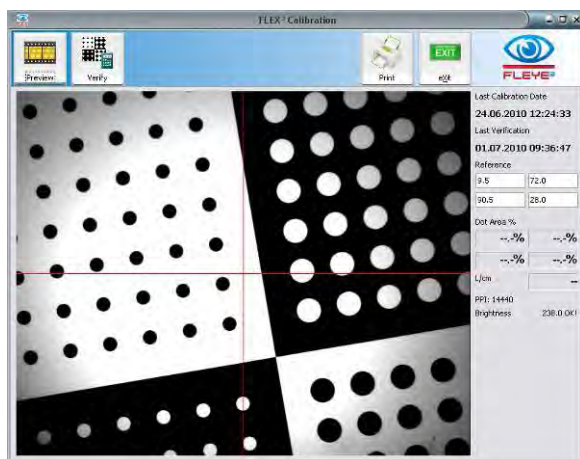 FLEX³ Calibration
Preview
Verify
Print
eXit
EXIT
FLEYE²
Last Calibration Date
24.06.2010 12:24:33
Last Verification
01.07.2010 09:36:47
Reference
9.5 72.0
90.5 28.0
Dot Area %
--.-% --.-%
--.-% --.-%
L/cm --
PPI: 14440
Brightness 238.0 OK!